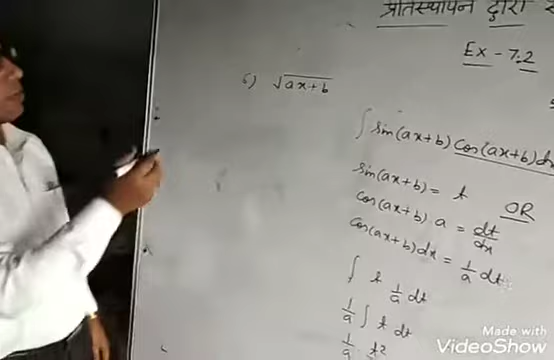 प्रतिस्थापन द्वारा
Ex - 7.2
6) √ax+b
∫ sin(ax+b) cos(ax+b) dx
sin(ax+b) = t OR
cos(ax+b) a = dt/dx
cos(ax+b) dx = 1/a dt
∫ t 1/a dt
1/a ∫ t dt
1/a t²
Made with
VideoShow